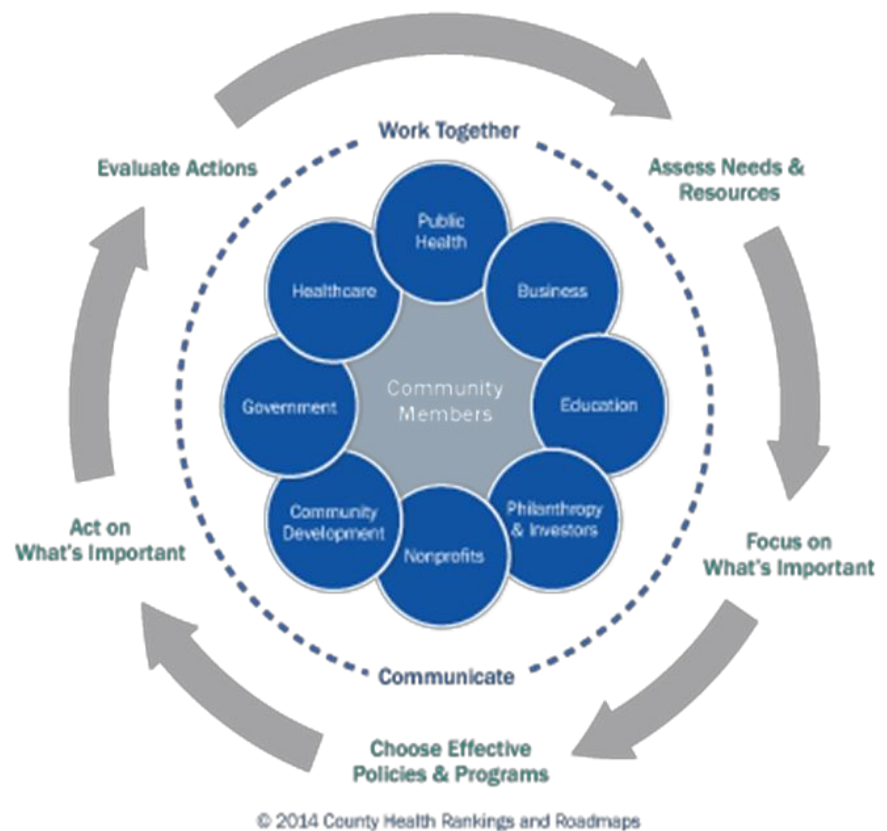 Work Together
Evaluate Actions
Assess Needs &
Resources
Public
Health
Healthcare
Business
Community
Members
Government
Education
Community
Development
Philanthropy
& Investors
Nonprofits
Act on
What's Important
Focus on
What's Important
Communicate
Choose Effective
Policies & Programs
© 2014 County Health Rankings and Roadmaps